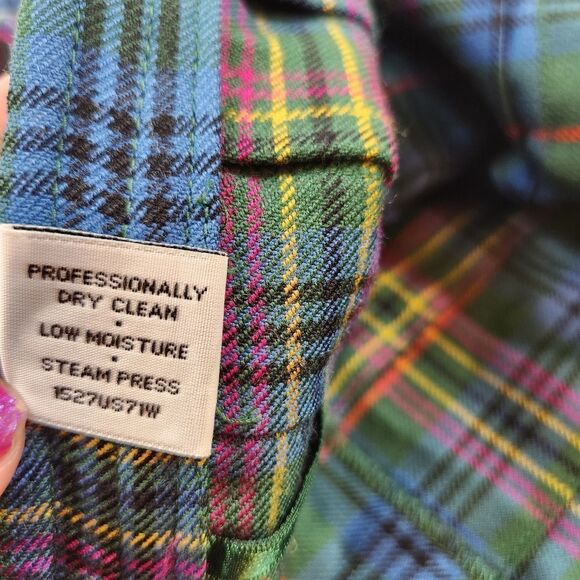 PROFESSIONALLY
DRY CLEAN
•
LOW MOISTURE
•
STEAM PRESS
1527US71W